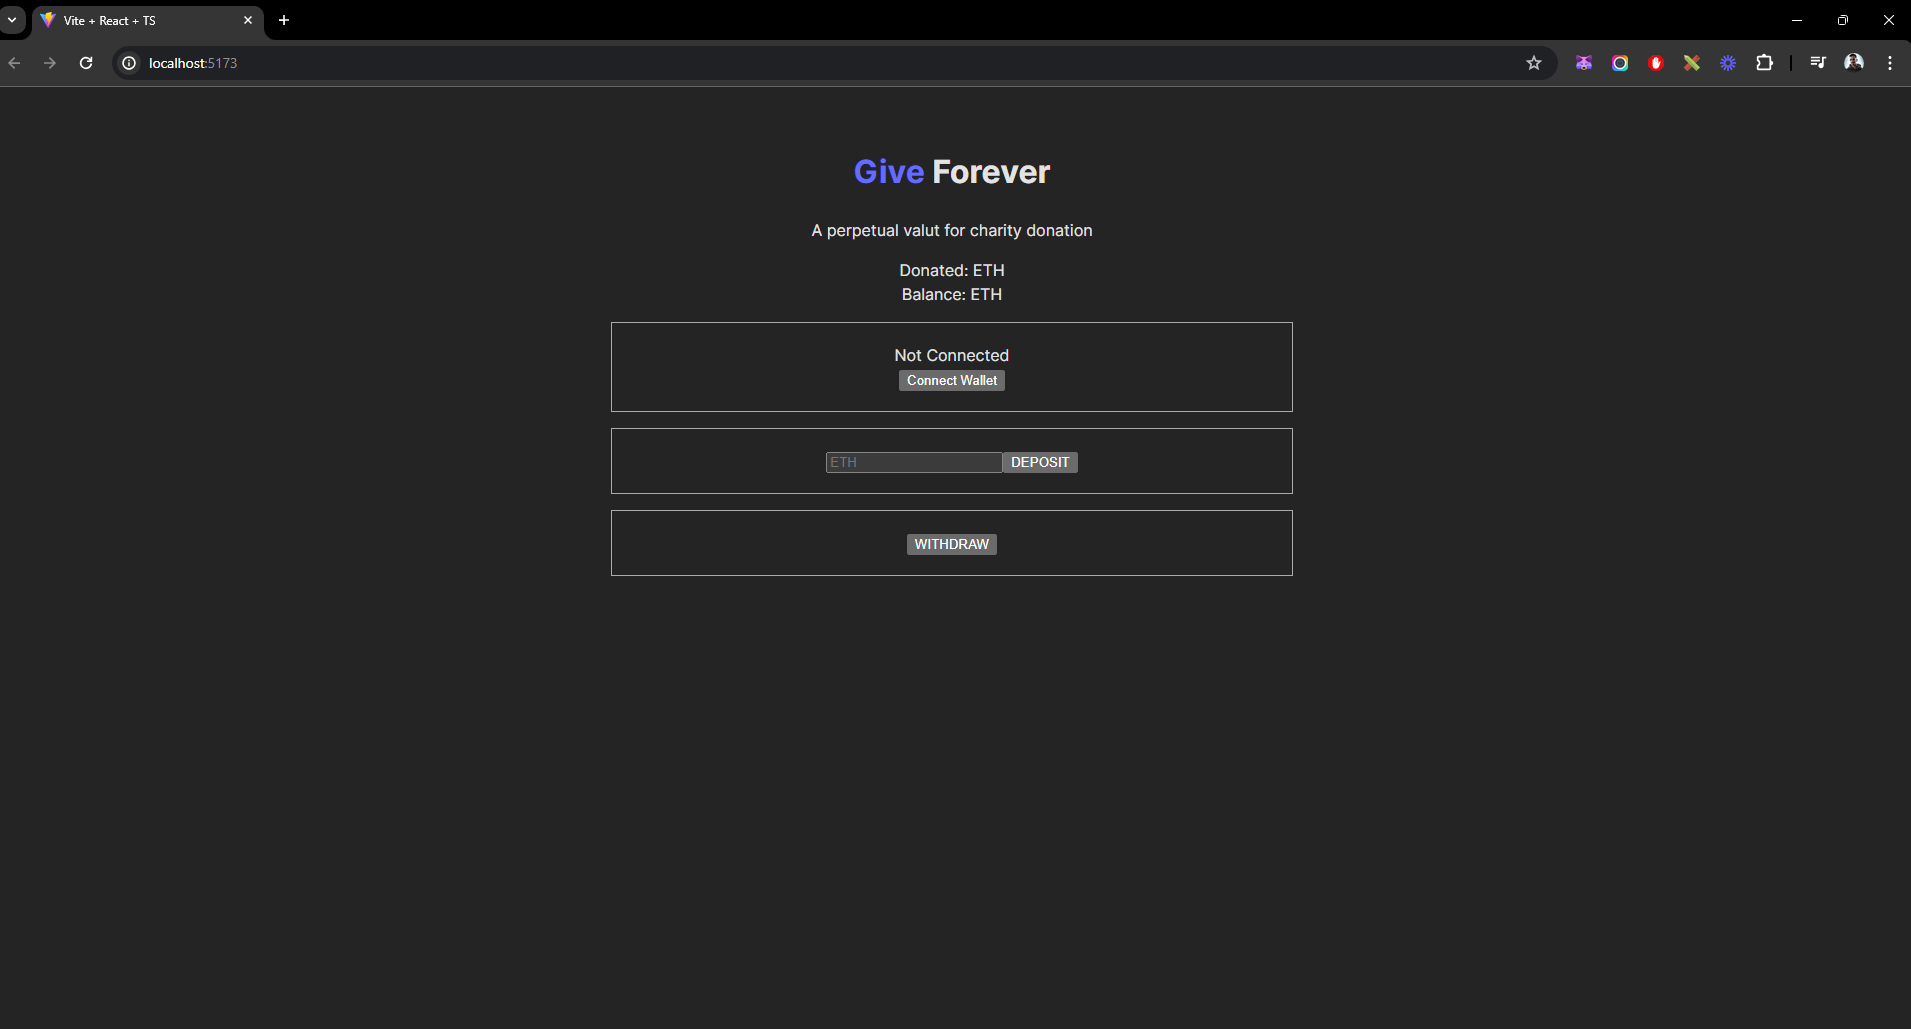 Vite + React + TS
localhost:5173
Give Forever
A perpetual valut for charity donation
Donated: ETH
Balance: ETH
Not Connected
Connect Wallet
ETH DEPOSIT
WITHDRAW